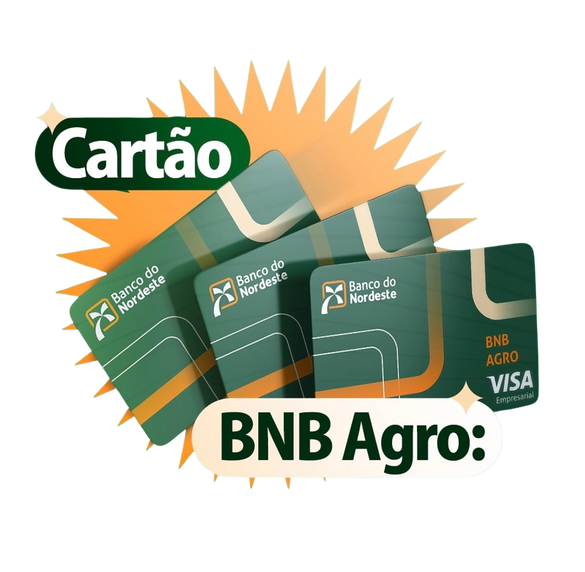 Cartão
Banco do
Nordeste
Banco do
Nordeste
Banco do
Nordeste
BNB
AGRO
VISA
Empresarial
BNB Agro: